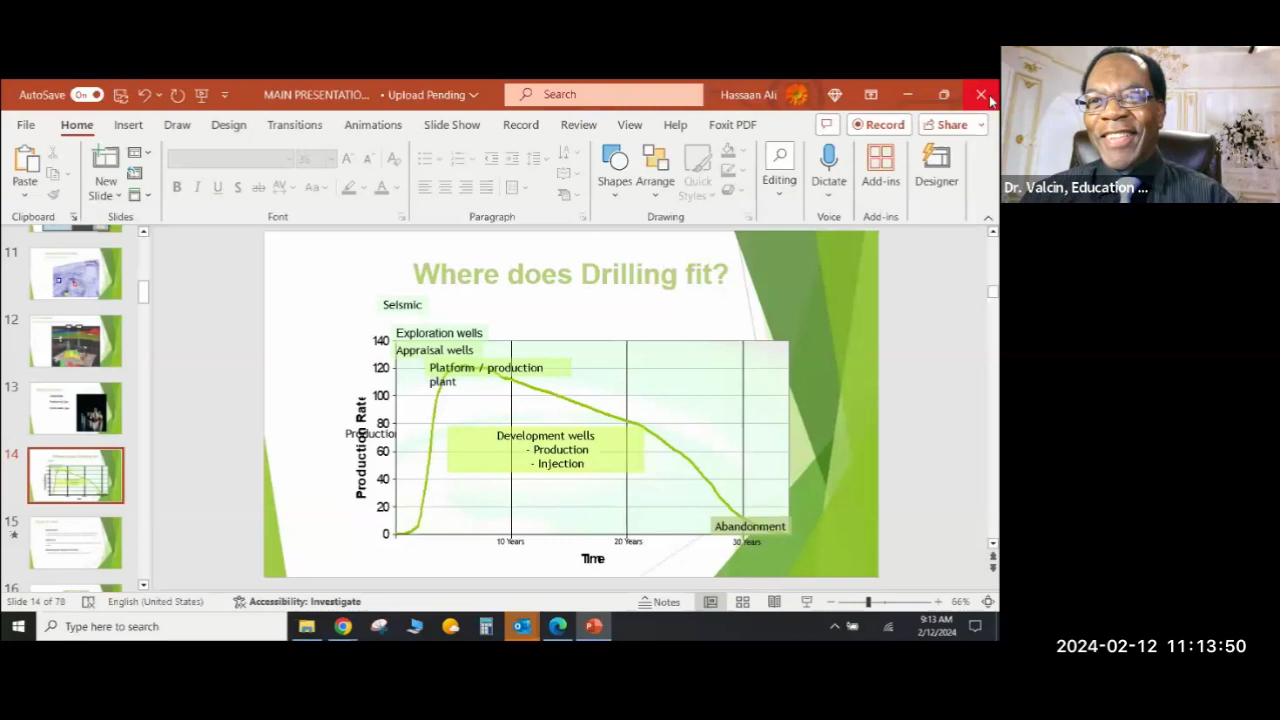 AutoSave On MAIN PRESENTATIO... • Upload Pending Search Hassaan Ali
File Home Insert Draw Design Transitions Animations Slide Show Record Review View Help Foxit PDF Record Share
Paste New Slide Shapes Arrange Quick Styles Editing Dictate Add-ins Designer
36 A A A
B I U S ab AV Aa A
Clipboard Slides Font Paragraph Drawing Voice Add-ins
11
12
13
14
15
16
Where does Drilling fit?
Seismic
Exploration wells
Appraisal wells
Platform / production
plant
Productio
Production Rate
140
120
100
80
60
40
20
0
Development wells
- Production
- Injection
Abandonment
10 Years 20 Years 30 Years
Time
Slide 14 of 78 English (United States) Accessibility: Investigate Notes 66%
Type here to search
9:13 AM
2/12/2024
Dr. Valcin, Education ...
2024-02-12 11:13:50